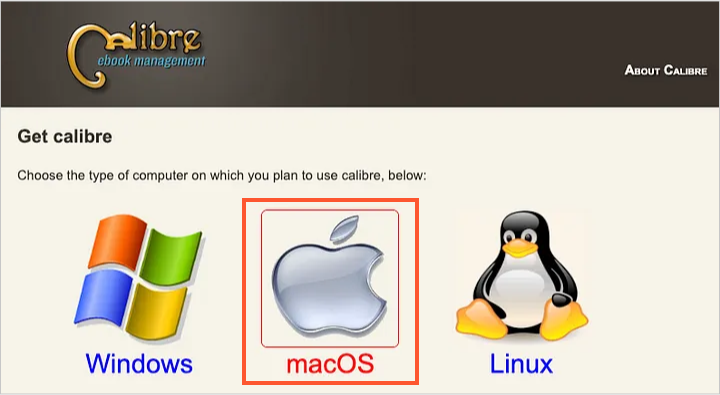 Calibre
ebook management
About Calibre
Get calibre
Choose the type of computer on which you plan to use calibre, below:
Windows
macOS
Linux